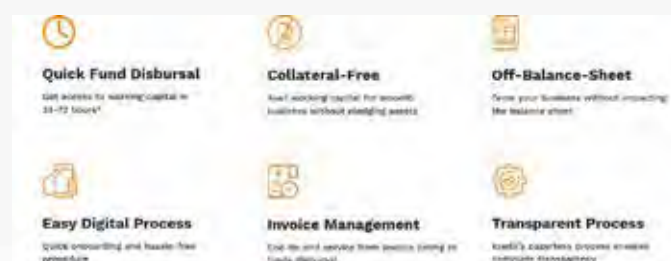 Quick Fund Disbursal
Get access to working capital in
24-72 hours*
Collateral-Free
Avail working capital for smooth
business without pledging assets
Off-Balance-Sheet
Grow your business without impacting
the balance sheet
Easy Digital Process
Quick onboarding and hassle-free
procedure
Invoice Management
End-to-end service from invoice to
funds disbursal
Transparent Process
paperless process enables
complete transparency